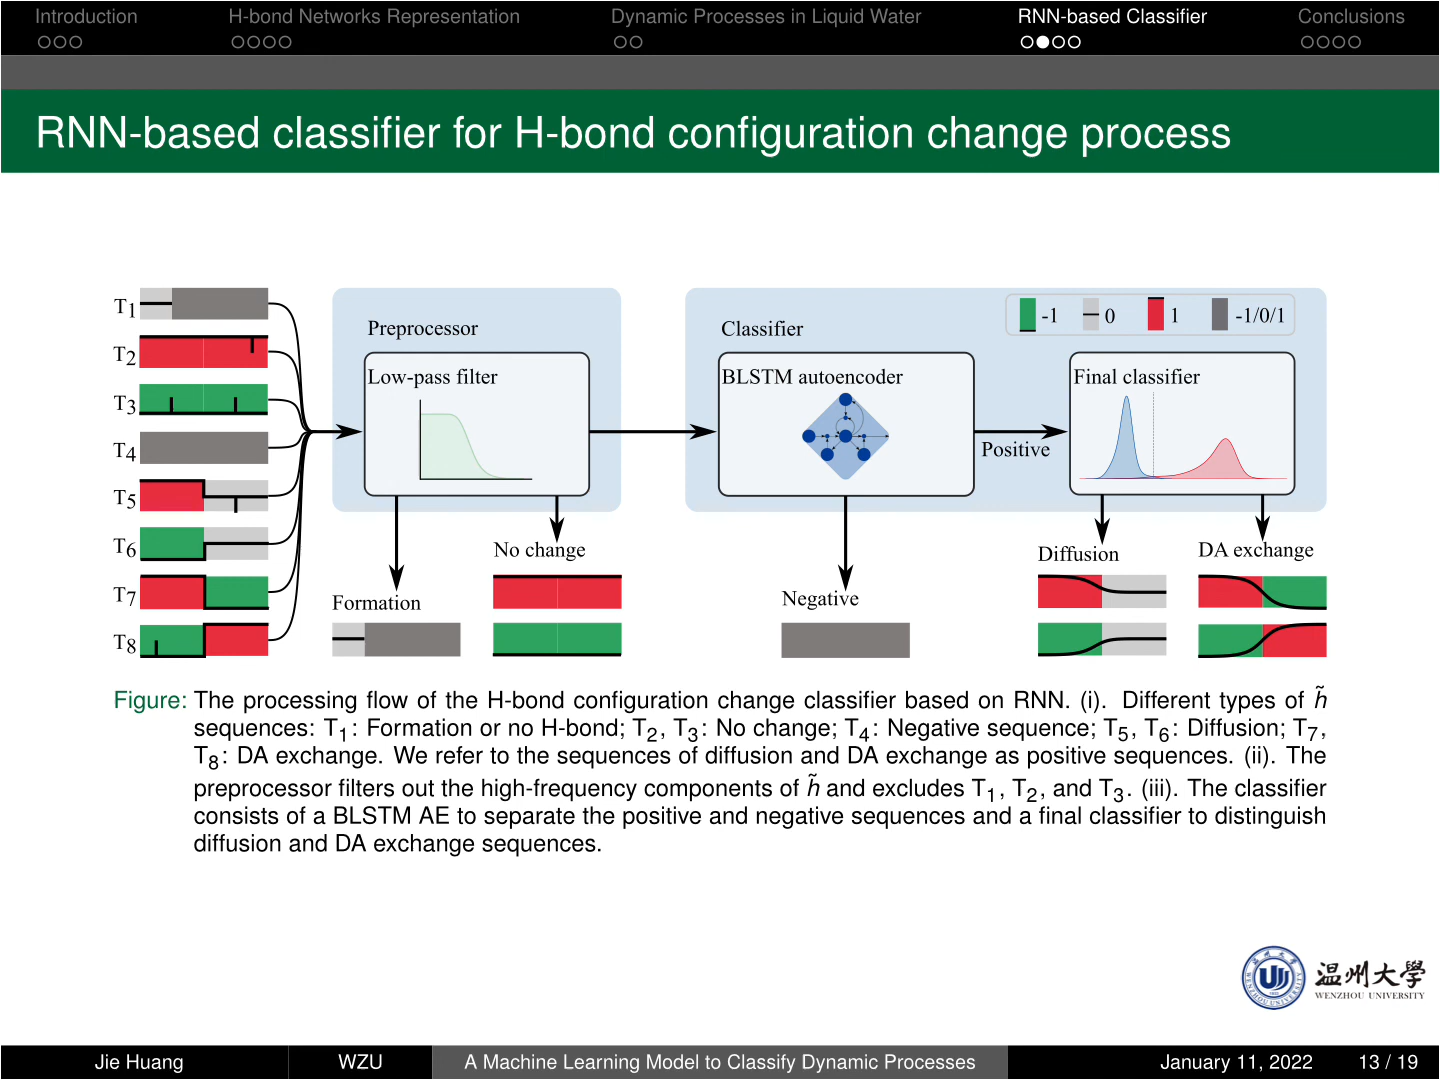 Introduction
H-bond Networks Representation
Dynamic Processes in Liquid Water
RNN-based Classifier
Conclusions
RNN-based classifier for H-bond configuration change process
T1
T2
T3
T4
T5
T6
T7
T8
Preprocessor
Low-pass filter
Formation
No change
Classifier
-1
0
1
-1/0/1
BLSTM autoencoder
Positive
Final classifier
Negative
Diffusion
DA exchange
Figure: The processing flow of the H-bond configuration change classifier based on RNN. (i). Different types of h̃
sequences: T1: Formation or no H-bond; T2, T3: No change; T4: Negative sequence; T5, T6: Diffusion; T7,
T8: DA exchange. We refer to the sequences of diffusion and DA exchange as positive sequences. (ii). The
preprocessor filters out the high-frequency components of h̃ and excludes T1, T2, and T3. (iii). The classifier
consists of a BLSTM AE to separate the positive and negative sequences and a final classifier to distinguish
diffusion and DA exchange sequences.
温州大学
WENZHOU UNIVERSITY
Jie Huang
WZU
A Machine Learning Model to Classify Dynamic Processes
January 11, 2022
13 / 19